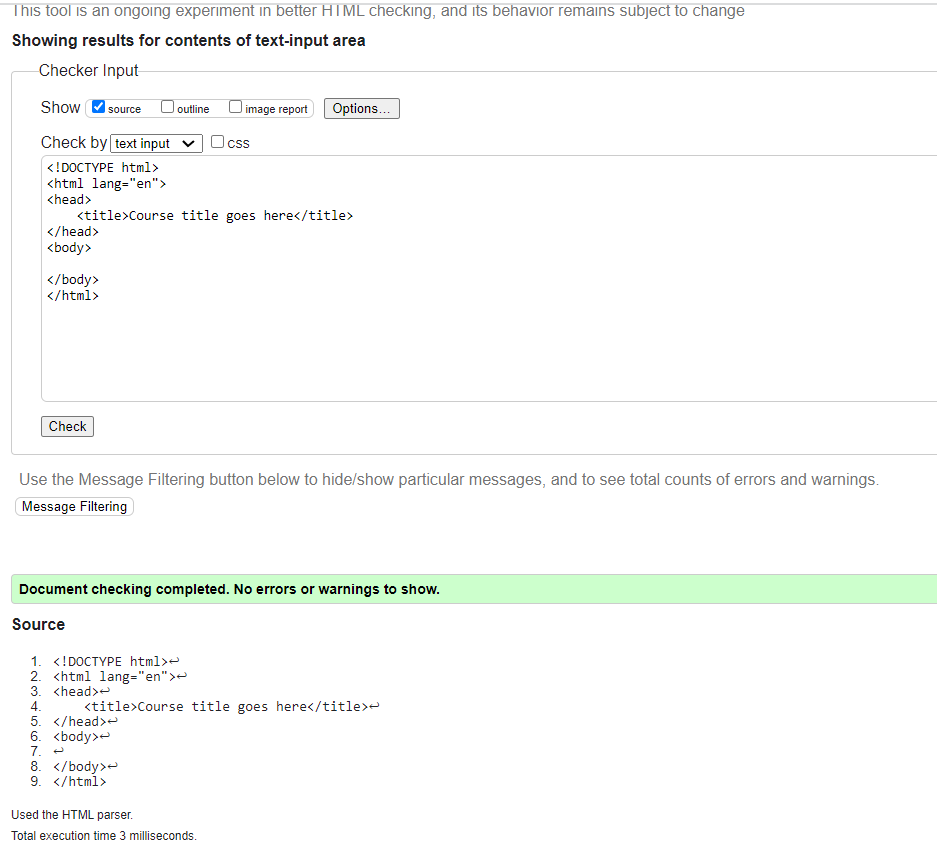 This tool is an ongoing experiment in better HTML checking, and its behavior remains subject to change
Showing results for contents of text-input area
Checker Input
Show source outline image report Options...
Check by text input css
<!DOCTYPE html>
<html lang="en">
<head>
    <title>Course title goes here</title>
</head>
<body>

</body>
</html>
Check
Use the Message Filtering button below to hide/show particular messages, and to see total counts of errors and warnings.
Message Filtering
Document checking completed. No errors or warnings to show.
Source
1. <!DOCTYPE html>↩
2. <html lang="en">↩
3. <head>↩
4.     <title>Course title goes here</title>↩
5. </head>↩
6. <body>↩
7. ↩
8. </body>↩
9. </html>
Used the HTML parser.
Total execution time 3 milliseconds.